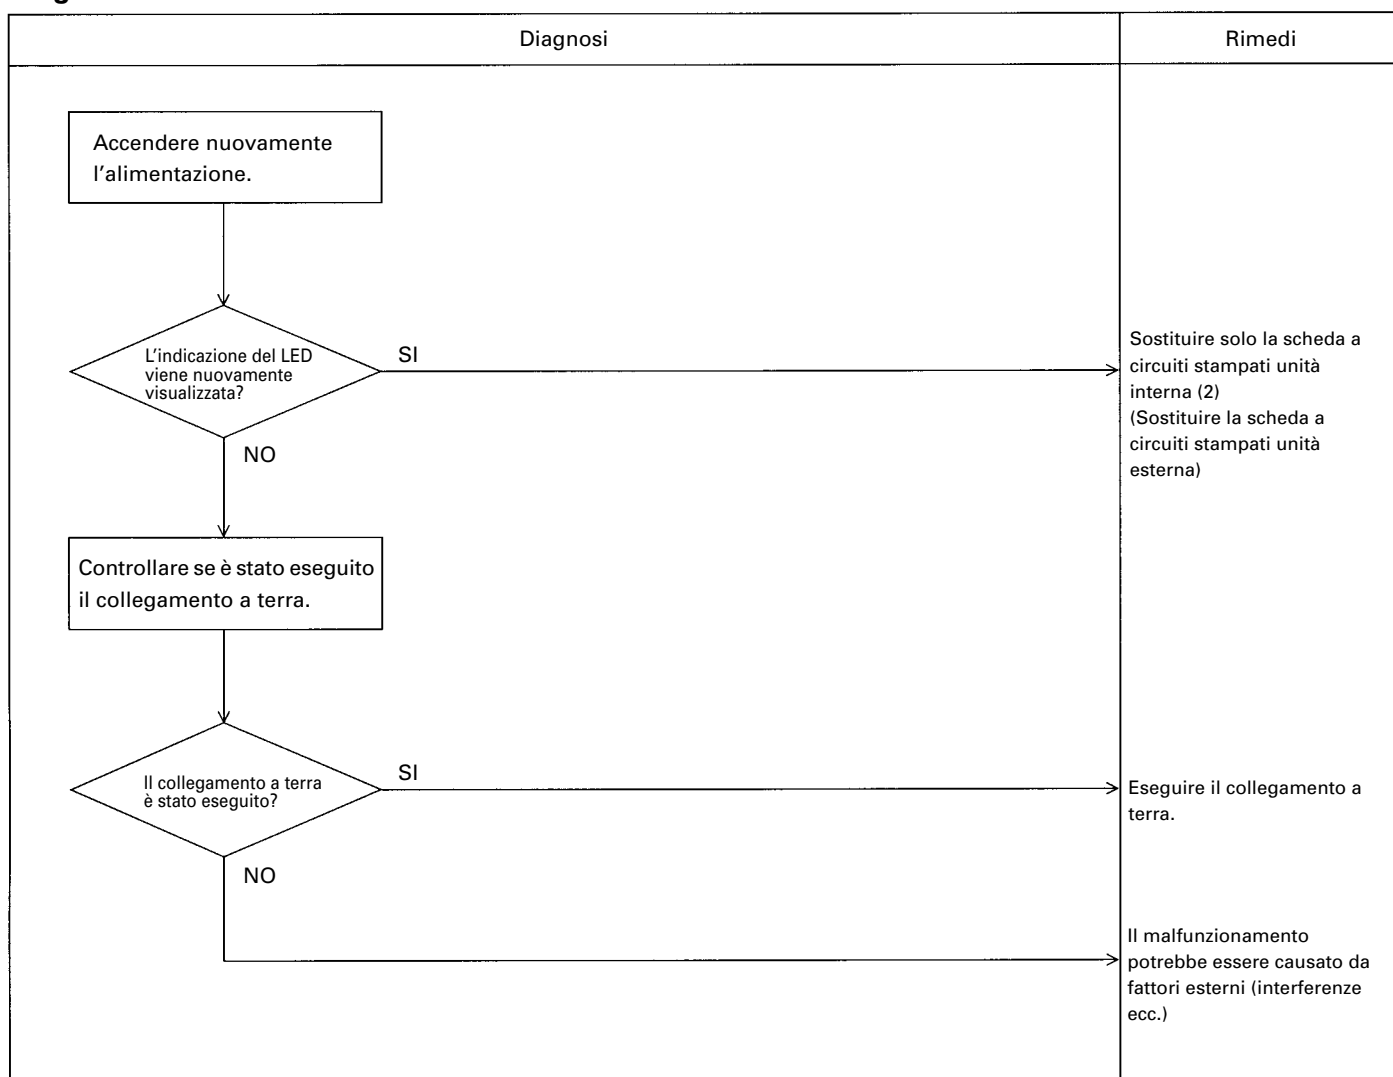 Diagnosi
Rimedi
Accendere nuovamente
l'alimentazione.
L'indicazione del LED
viene nuovamente
visualizzata?
SI
Sostituire solo la scheda a
circuiti stampati unità
interna (2)
(Sostituire la scheda a
circuiti stampati unità
esterna)
NO
Controllare se è stato eseguito
il collegamento a terra.
Il collegamento a terra
è stato eseguito?
SI
Eseguire il collegamento a
terra.
NO
Il malfunzionamento
potrebbe essere causato da
fattori esterni (interferenze
ecc.)